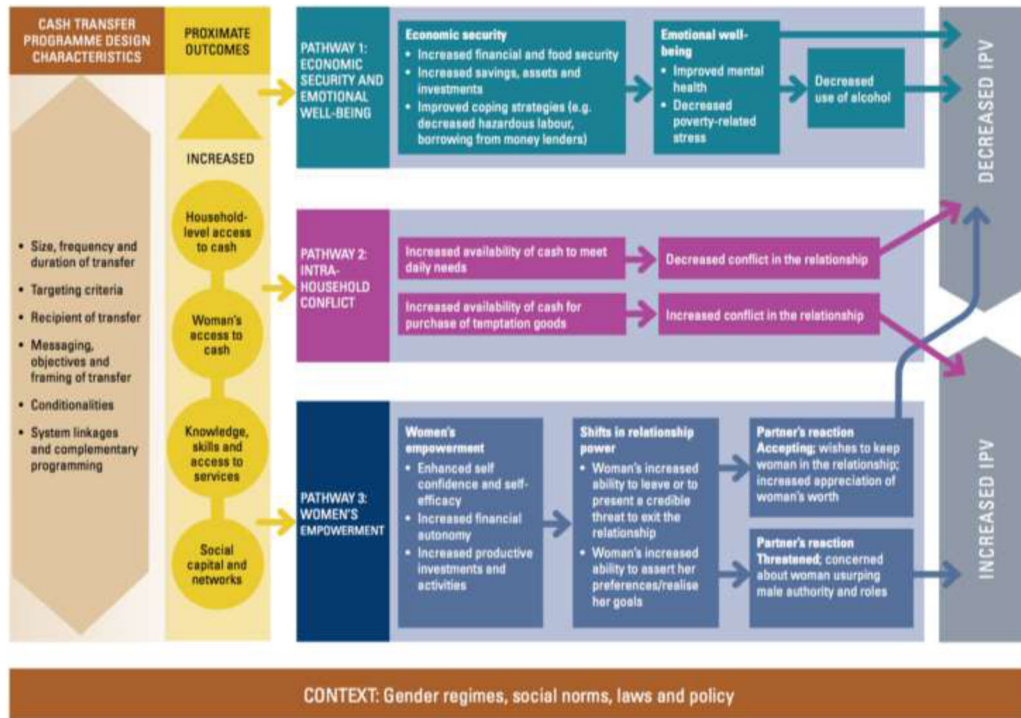 CASH TRANSFER
PROGRAMME DESIGN
CHARACTERISTICS
• Size, frequency and
duration of transfer
• Targeting criteria
• Recipient of transfer
• Messaging,
objectives and
framing of transfer
• Conditionalities
• System linkages
and complementary
programming
PROXIMATE
OUTCOMES
INCREASED
Household-
level access
to cash
Woman's
access to
cash
Knowledge,
skills and
access to
services
Social
capital and
networks
PATHWAY 1:
ECONOMIC
SECURITY AND
EMOTIONAL
WELL-BEING
Economic security
• Increased financial and food security
• Increased savings, assets and
investments
• Improved coping strategies (e.g.
decreased hazardous labour,
borrowing from money lenders)
Emotional well-
being
• Improved mental
health
• Decreased
poverty-related
stress
Decreased
use of alcohol
PATHWAY 2:
INTRA-
HOUSEHOLD
CONFLICT
Increased availability of cash to meet
daily needs
Decreased conflict in the relationship
Increased availability of cash for
purchase of temptation goods
Increased conflict in the relationship
PATHWAY 3:
WOMEN'S
EMPOWERMENT
Women's
empowerment
• Enhanced self
confidence and self-
efficacy
• Increased financial
autonomy
• Increased productive
investments and
activities
Shifts in relationship
power
• Woman's increased
ability to leave or to
present a credible
threat to exit the
relationship
• Woman's increased
ability to assert her
preferences/realise
her goals
Partner's reaction
Accepting; wishes to keep
woman in the relationship;
increased appreciation of
woman's worth
Partner's reaction
Threatened; concerned
about woman usurping
male authority and roles
DECREASED IPV
INCREASED IPV
CONTEXT: Gender regimes, social norms, laws and policy